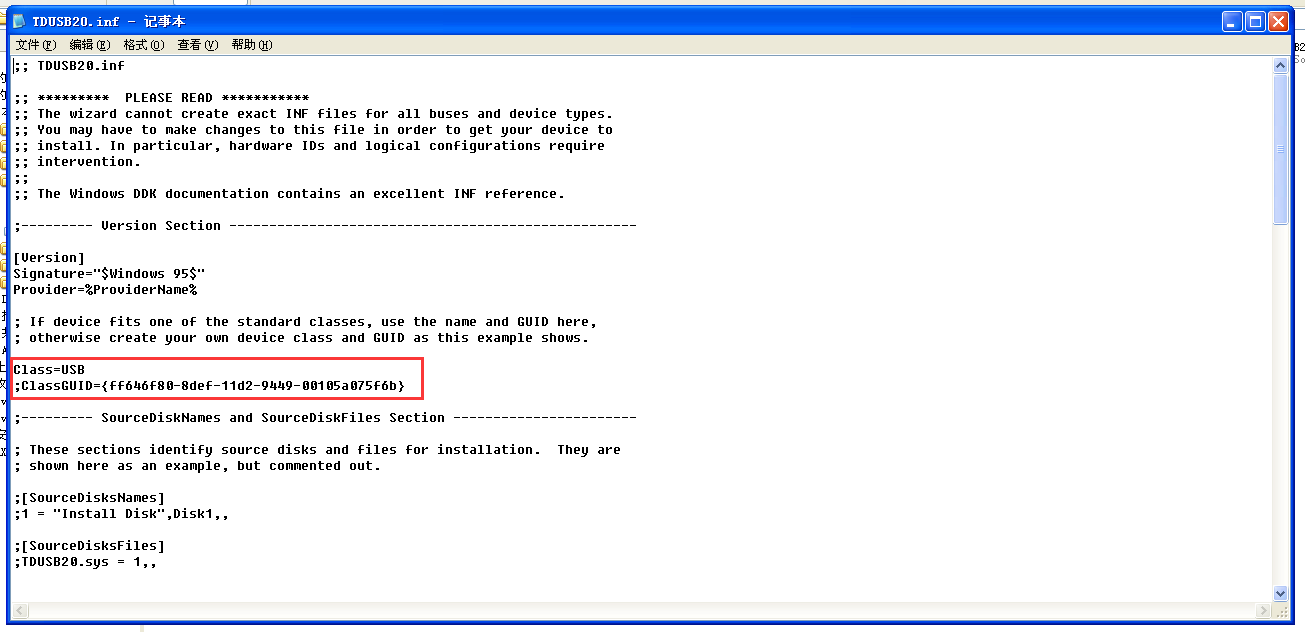 TDUSB20.inf - 记事本
文件(F) 编辑(E) 格式(O) 查看(V) 帮助(H)
;; TDUSB20.inf
;; ********* PLEASE READ ***********
;; The wizard cannot create exact INF files for all buses and device types.
;; You may have to make changes to this file in order to get your device to
;; install. In particular, hardware IDs and logical configurations require
;; intervention.
;;
;; The Windows DDK documentation contains an excellent INF reference.
;--------- Version Section ---------------------------------------------------
[Version]
Signature="$Windows 95$"
Provider=%ProviderName%
; If device fits one of the standard classes, use the name and GUID here,
; otherwise create your own device class and GUID as this example shows.
Class=USB
;ClassGUID={ff646f80-8def-11d2-9449-00105a075f6b}
;--------- SourceDiskNames and SourceDiskFiles Section -----------------------
; These sections identify source disks and files for installation.  They are
; shown here as an example, but commented out.
;[SourceDisksNames]
;1 = "Install Disk",Disk1,,
;[SourceDisksFiles]
;TDUSB20.sys = 1,,